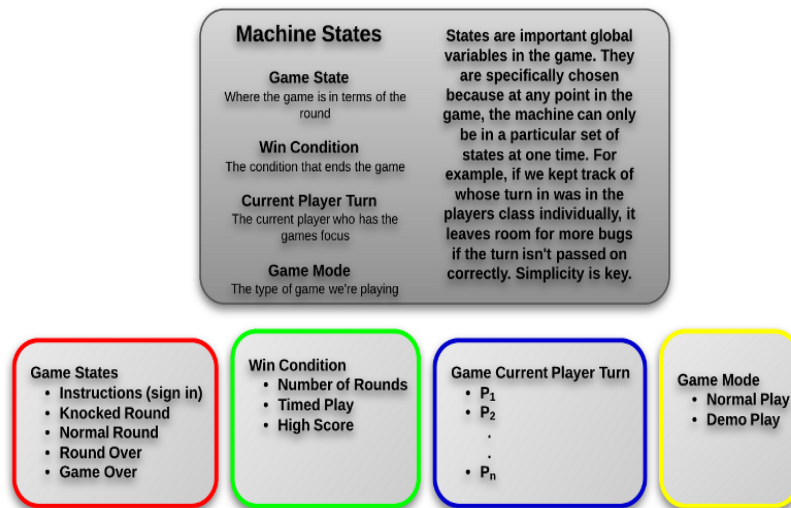 Machine States
Game State
Where the game is in terms of the
round
Win Condition
The condition that ends the game
Current Player Turn
The current player who has the
games focus
Game Mode
The type of game we're playing
States are important global
variables in the game. They
are specifically chosen
because at any point in the
game, the machine can only
be in a particular set of
states at one time. For
example, if we kept track of
whose turn in was in the
players class individually, it
leaves room for more bugs
if the turn isn't passed on
correctly. Simplicity is key.
Game States
• Instructions (sign in)
• Knocked Round
• Normal Round
• Round Over
• Game Over
Win Condition
• Number of Rounds
• Timed Play
• High Score
Game Current Player Turn
• P1
• P2
.
.
• Pn
Game Mode
• Normal Play
• Demo Play